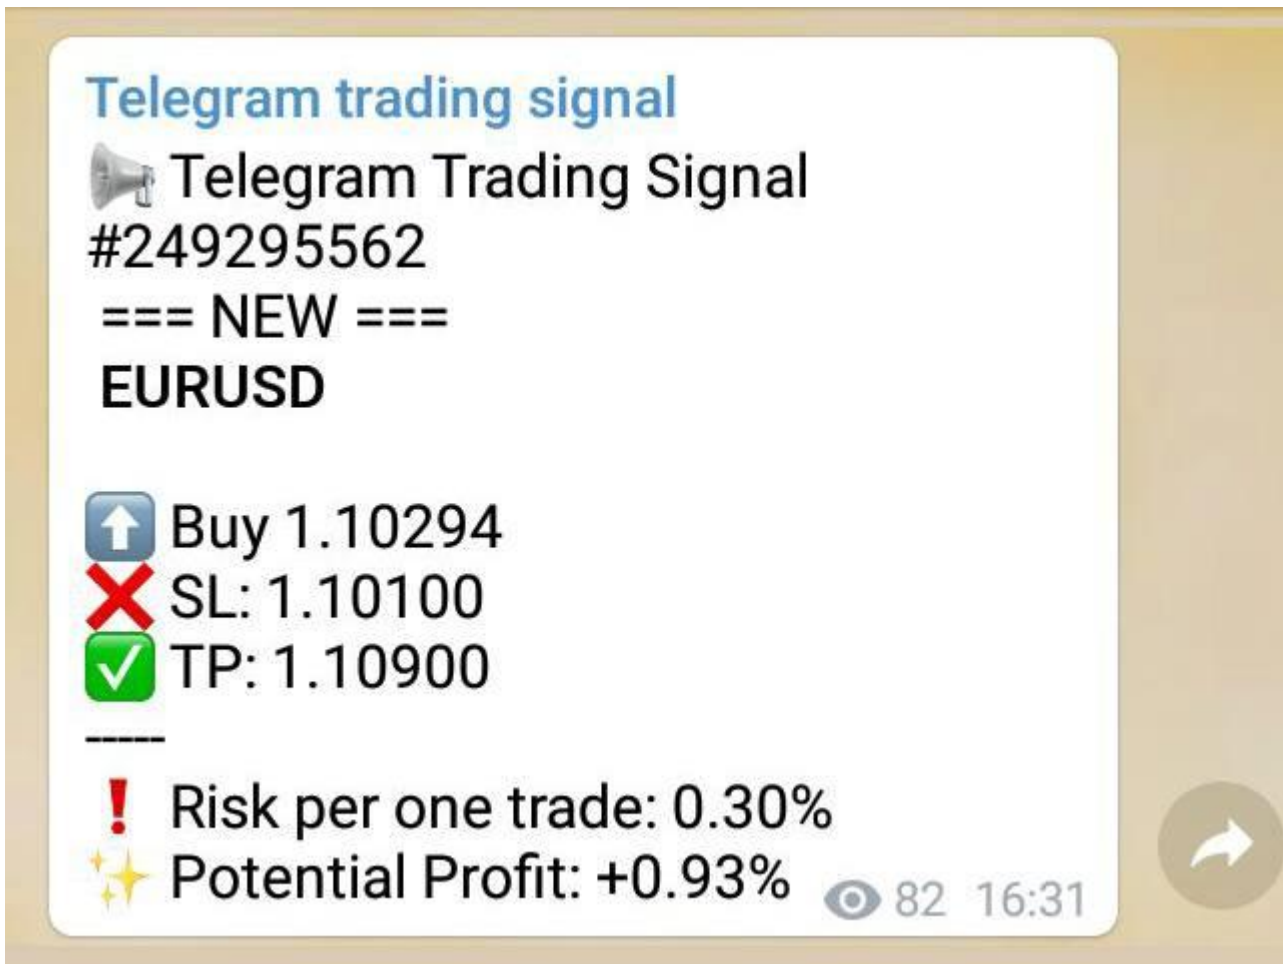 Telegram trading signal
📢 Telegram Trading Signal
#249295562
=== NEW ===
EURUSD
⬆️ Buy 1.10294
❌ SL: 1.10100
✅ TP: 1.10900
-----
❗ Risk per one trade: 0.30%
✨ Potential Profit: +0.93%
82 16:31